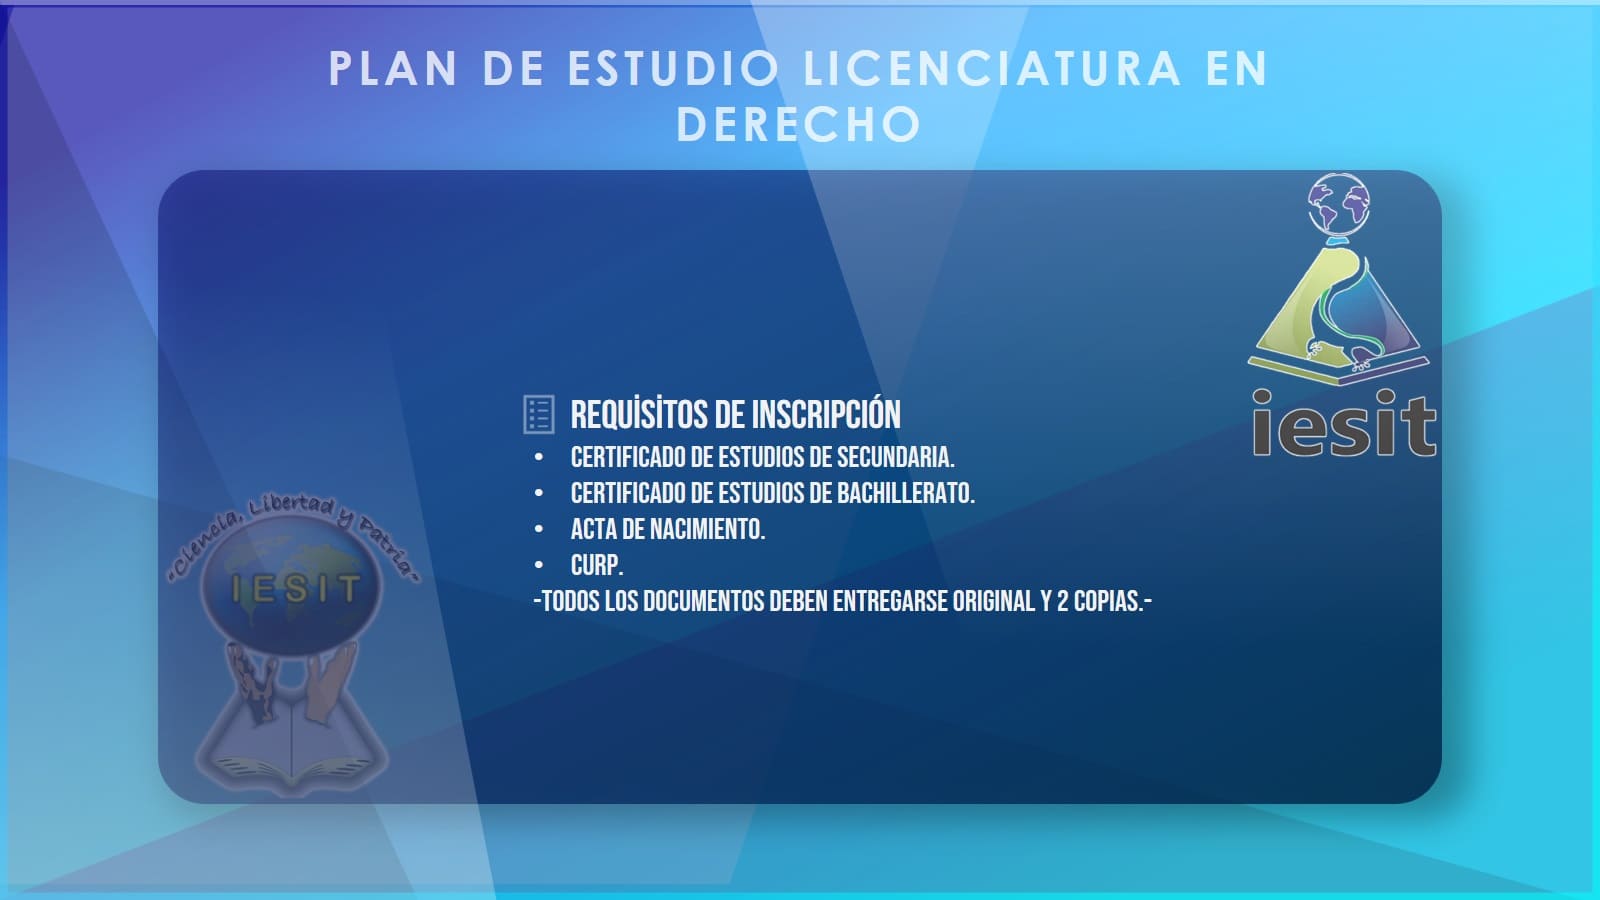 PLAN DE ESTUDIO LICENCIATURA EN
DERECHO
iesit
REQUISITOS DE INSCRIPCIÓN
• CERTIFICADO DE ESTUDIOS DE SECUNDARIA.
• CERTIFICADO DE ESTUDIOS DE BACHILLERATO.
• ACTA DE NACIMIENTO.
• CURP.
-TODOS LOS DOCUMENTOS DEBEN ENTREGARSE ORIGINAL Y 2 COPIAS.-
"Ciencia, Libertad y Patria"
IESIT